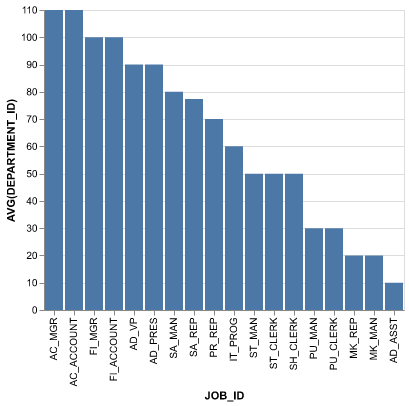 AVG(DEPARTMENT_ID)
110
100
90
80
70
60
50
40
30
20
10
0
AC_MGR
AC_ACCOUNT
FI_MGR
FI_ACCOUNT
AD_VP
AD_PRES
SA_MAN
SA_REP
PR_REP
IT_PROG
ST_MAN
ST_CLERK
SH_CLERK
PU_MAN
PU_CLERK
MK_REP
MK_MAN
AD_ASST
JOB_ID